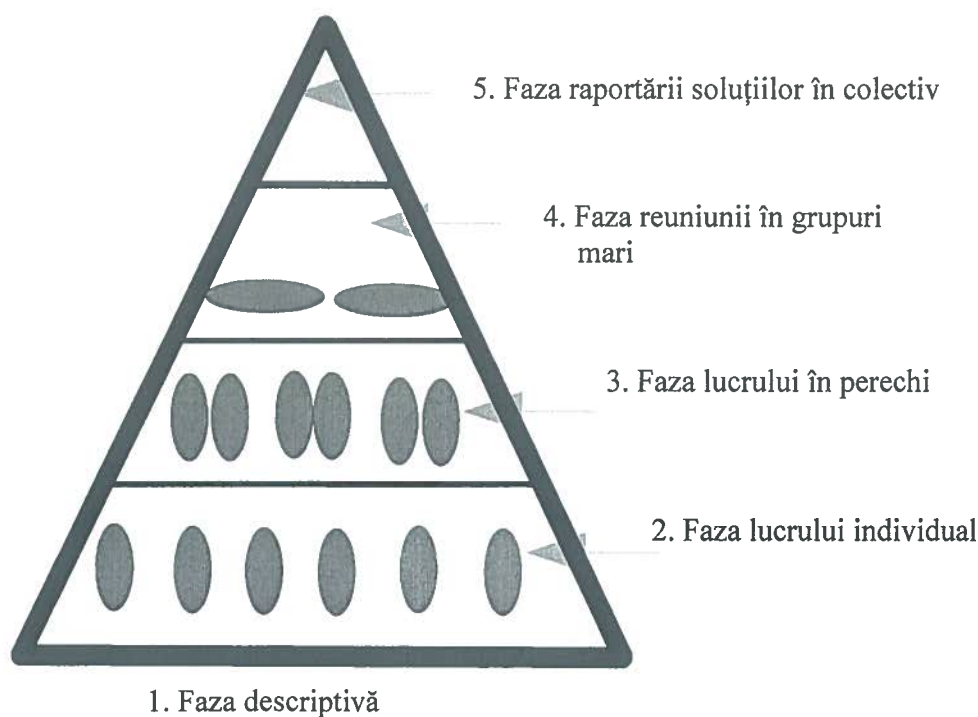 5. Faza raportării soluțiilor în colectiv
4. Faza reuniunii în grupuri
mari
3. Faza lucrului în perechi
2. Faza lucrului individual
1. Faza descriptivă